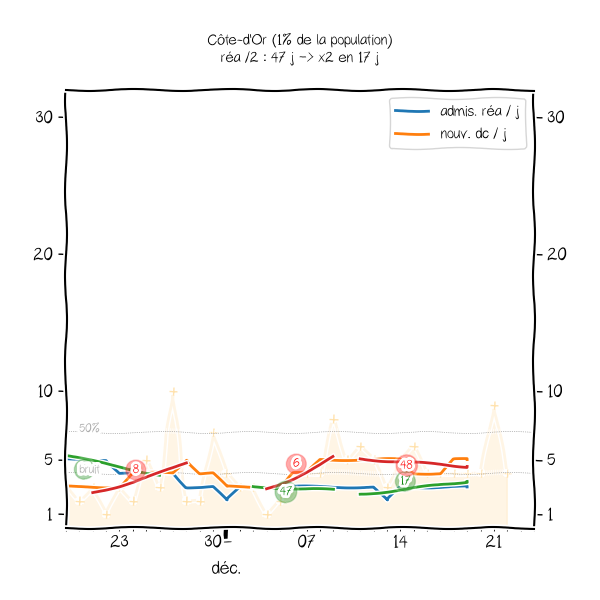 Côte-d'Or (1% de la population)
réa /2 : 47 j -> x2 en 17 j
admis. réa / j
nouv. dc / j
30 30
20 20
10 10
50%
5 5
bruit 8 6 48
47 17
1 1
23 30 07 14 21
déc.